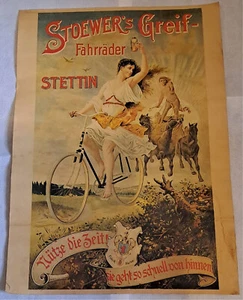 STOEWER'S Greif-
Fahrräder
STETTIN
Nütze die Zeit!
sie geht so schnell von hinnen